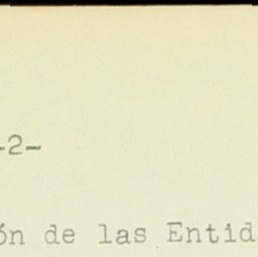 -2-
ón de las Entid